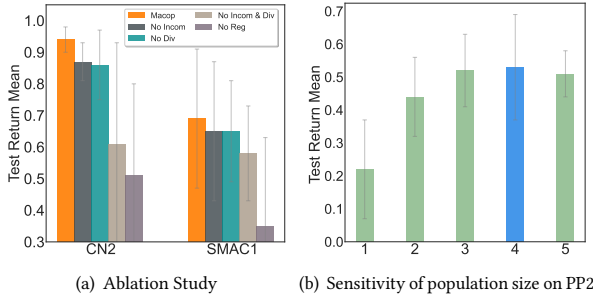 Test Return Mean
1.0
0.9
0.8
0.7
0.6
0.5
0.4
0.3
Macop
No Incom
No Div
No Incom & Div
No Reg
CN2
SMAC1
(a) Ablation Study
Test Return Mean
0.7
0.6
0.5
0.4
0.3
0.2
0.1
0.0
1 2 3 4 5
(b) Sensitivity of population size on PP2